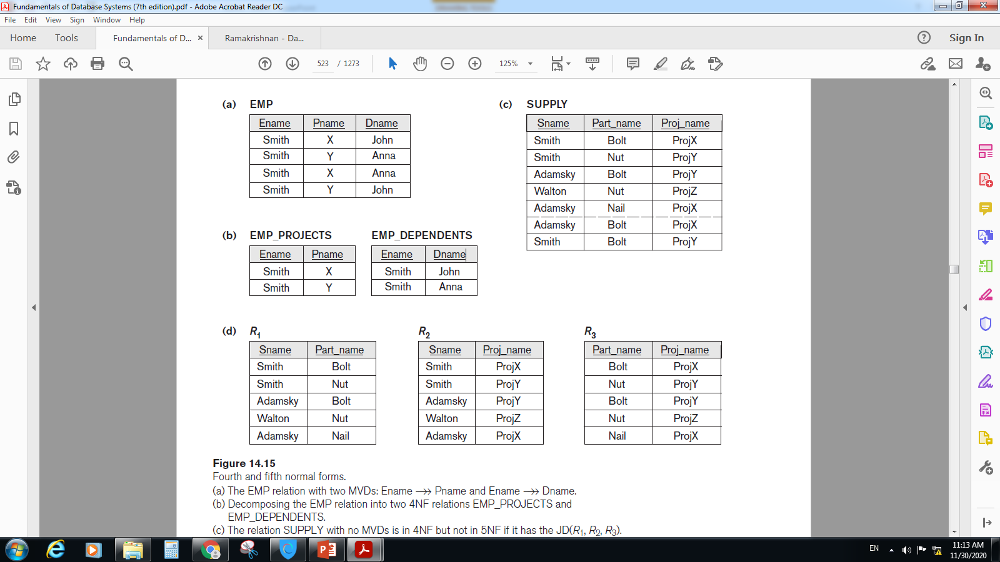 Fundamentals of Database Systems (7th edition).pdf - Adobe Acrobat Reader DC
File Edit View Sign Window Help
Home Tools Fundamentals of D... × Ramakrishnan - Da... ? Sign In
523 / 1273 125%
(a) EMP
Ename Pname Dname
Smith X John
Smith Y Anna
Smith X Anna
Smith Y John
(c) SUPPLY
Sname Part_name Proj_name
Smith Bolt ProjX
Smith Nut ProjY
Adamsky Bolt ProjY
Walton Nut ProjZ
Adamsky Nail ProjX
Adamsky Bolt ProjX
Smith Bolt ProjY
(b) EMP_PROJECTS
Ename Pname
Smith X
Smith Y
EMP_DEPENDENTS
Ename Dname
Smith John
Smith Anna
(d) R1
Sname Part_name
Smith Bolt
Smith Nut
Adamsky Bolt
Walton Nut
Adamsky Nail
R2
Sname Proj_name
Smith ProjX
Smith ProjY
Adamsky ProjY
Walton ProjZ
Adamsky ProjX
R3
Part_name Proj_name
Bolt ProjX
Nut ProjY
Bolt ProjY
Nut ProjZ
Nail ProjX
Figure 14.15
Fourth and fifth normal forms.
(a) The EMP relation with two MVDs: Ename →→ Pname and Ename →→ Dname.
(b) Decomposing the EMP relation into two 4NF relations EMP_PROJECTS and
EMP_DEPENDENTS.
(c) The relation SUPPLY with no MVDs is in 4NF but not in 5NF if it has the JD(R1, R2, R3).
EN 11:13 AM
11/30/2020